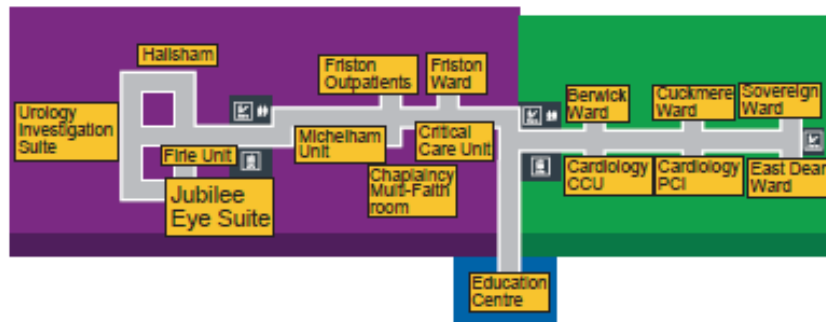 Hailsham
Friston
Outpatients
Friston
Ward
Urology
Investigation
Suite
Firle Unit
Jubilee
Eye Suite
Michelham
Unit
Critical
Care Unit
Chaplaincy
Multi-Faith
room
Berwick
Ward
Cuckmere
Ward
Sovereign
Ward
Cardiology
CCU
Cardiology
PCI
East Dean
Ward
Education
Centre